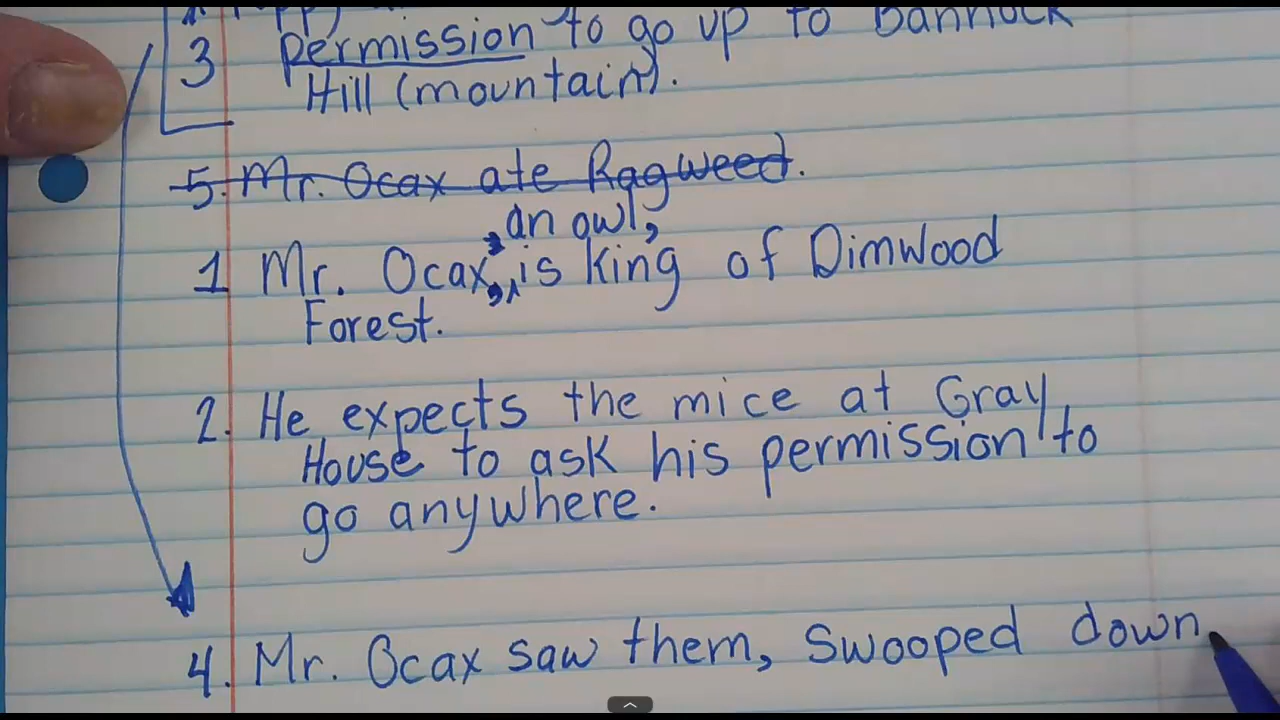 3 permission to go up to Bannock
Hill (mountain).
5. Mr. Ocax ate Ragweed.
, an owl,
1 Mr. Ocax, is king of Dimwood
Forest.
2. He expects the mice at Gray
House to ask his permission to
go anywhere.
4. Mr. Ocax saw them, swooped down,